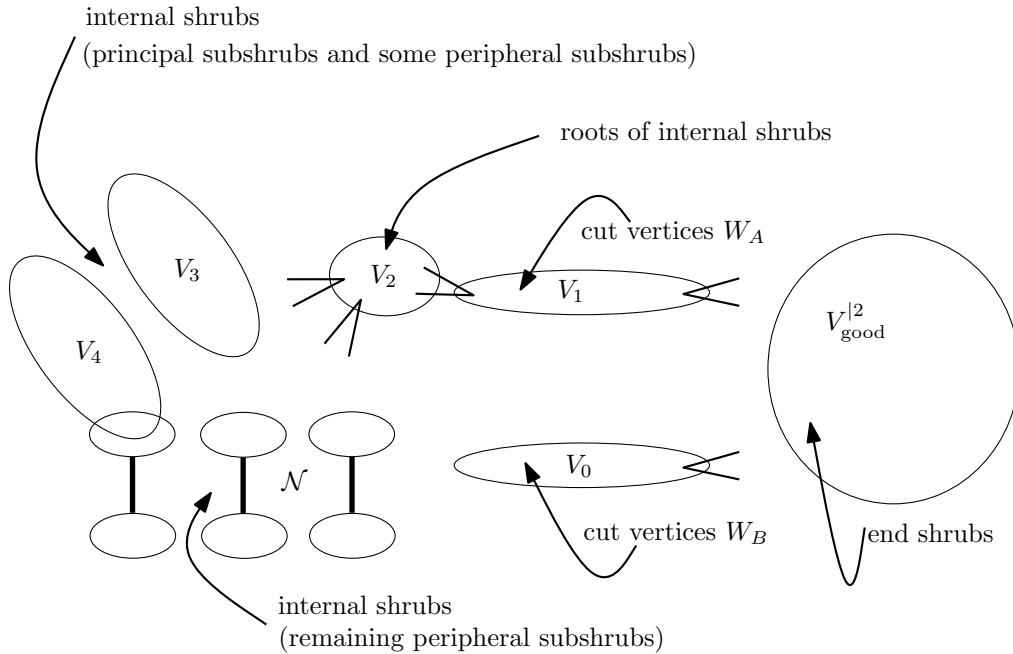 internal shrubs
(principal subshrubs and some peripheral subshrubs)
roots of internal shrubs
cut vertices W_A
V_3
V_2
V_1
V_good^{|2}
V_4
V_0
𝒩
cut vertices W_B
end shrubs
internal shrubs
(remaining peripheral subshrubs)